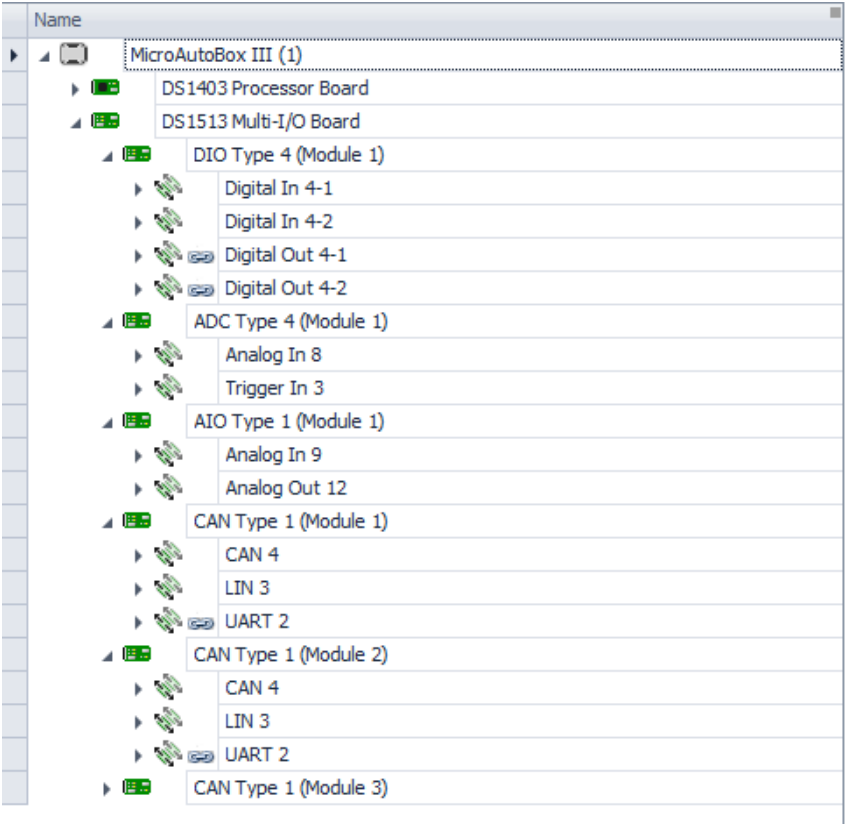 Name
MicroAutoBox III (1)
DS1403 Processor Board
DS1513 Multi-I/O Board
DIO Type 4 (Module 1)
Digital In 4-1
Digital In 4-2
Digital Out 4-1
Digital Out 4-2
ADC Type 4 (Module 1)
Analog In 8
Trigger In 3
AIO Type 1 (Module 1)
Analog In 9
Analog Out 12
CAN Type 1 (Module 1)
CAN 4
LIN 3
UART 2
CAN Type 1 (Module 2)
CAN 4
LIN 3
UART 2
CAN Type 1 (Module 3)